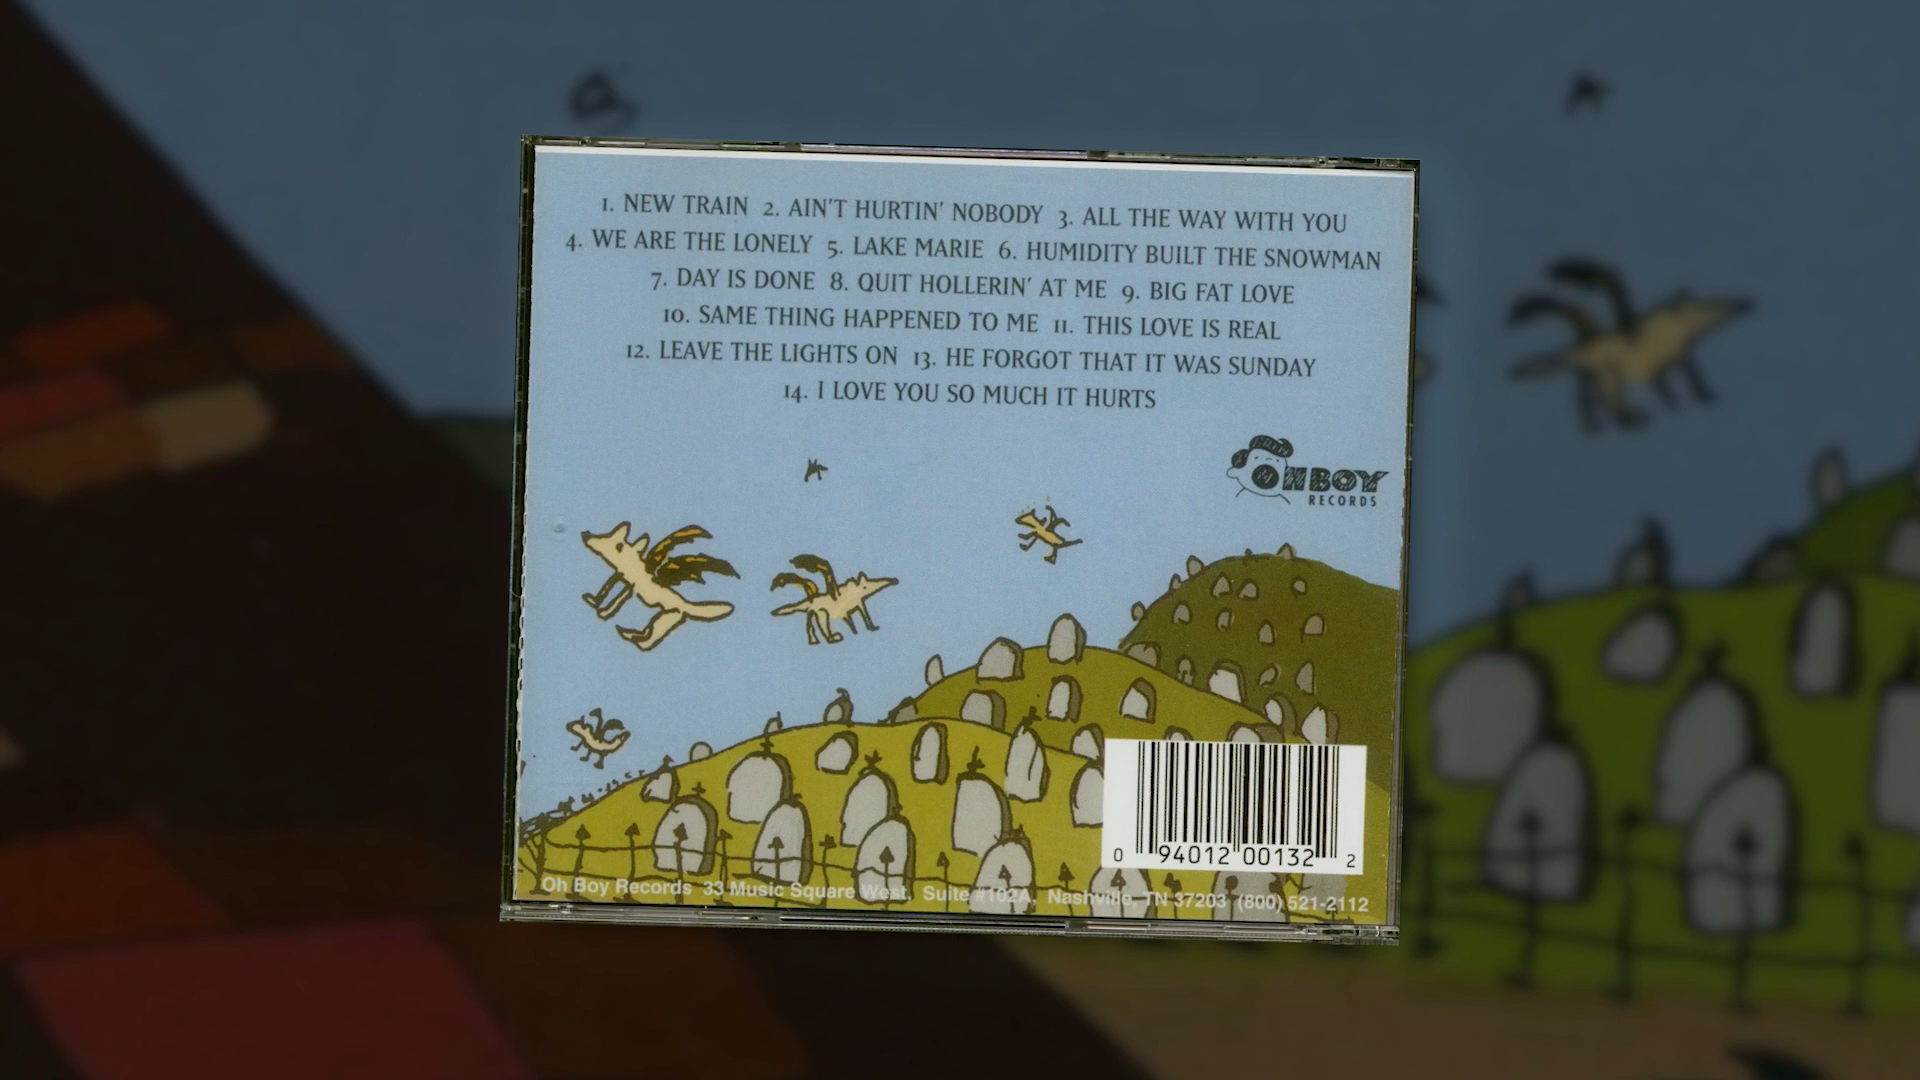 1. NEW TRAIN 2. AIN'T HURTIN' NOBODY 3. ALL THE WAY WITH YOU
4. WE ARE THE LONELY 5. LAKE MARIE 6. HUMIDITY BUILT THE SNOWMAN
7. DAY IS DONE 8. QUIT HOLLERIN' AT ME 9. BIG FAT LOVE
10. SAME THING HAPPENED TO ME 11. THIS LOVE IS REAL
12. LEAVE THE LIGHTS ON 13. HE FORGOT THAT IT WAS SUNDAY
14. I LOVE YOU SO MUCH IT HURTS
OH BOY
RECORDS
0 94012 00132 2
Oh Boy Records 33 Music Square West, Suite #102A, Nashville, TN 37203 (800) 521-2112